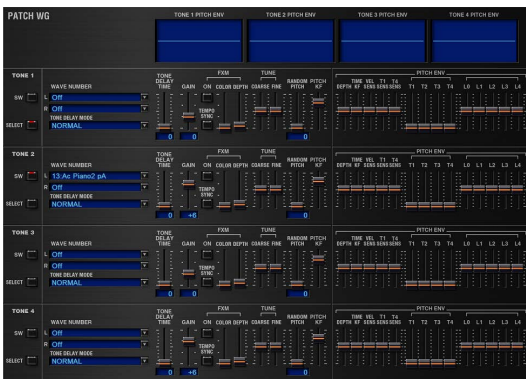 PATCH WG
TONE 1 PITCH ENV TONE 2 PITCH ENV TONE 3 PITCH ENV TONE 4 PITCH ENV
TONE 1
SW
SELECT
WAVE NUMBER
L Off
R Off
TONE DELAY MODE
NORMAL
TONE DELAY TIME
0
GAIN
0
FXM
ON COLOR DEPTH
TEMPO SYNC
TUNE
COARSE FINE
RANDOM PITCH
0
PITCH KF
PITCH ENV
DEPTH TIME KF VEL SENS T1 SENS T4 SENS T1 T2 T3 T4 L0 L1 L2 L3 L4
TONE 2
SW
SELECT
WAVE NUMBER
L 13:Ac Piano2 pA
R Off
TONE DELAY MODE
NORMAL
TONE DELAY TIME
0
GAIN
+6
FXM
ON COLOR DEPTH
TEMPO SYNC
TUNE
COARSE FINE
RANDOM PITCH
0
PITCH KF
PITCH ENV
DEPTH TIME KF VEL SENS T1 SENS T4 SENS T1 T2 T3 T4 L0 L1 L2 L3 L4
TONE 3
SW
SELECT
WAVE NUMBER
L Off
R Off
TONE DELAY MODE
NORMAL
TONE DELAY TIME
0
GAIN
0
FXM
ON COLOR DEPTH
TEMPO SYNC
TUNE
COARSE FINE
RANDOM PITCH
0
PITCH KF
PITCH ENV
DEPTH TIME KF VEL SENS T1 SENS T4 SENS T1 T2 T3 T4 L0 L1 L2 L3 L4
TONE 4
SW
SELECT
WAVE NUMBER
L Off
R Off
TONE DELAY MODE
NORMAL
TONE DELAY TIME
0
GAIN
+6
FXM
ON COLOR DEPTH
TEMPO SYNC
TUNE
COARSE FINE
RANDOM PITCH
0
PITCH KF
PITCH ENV
DEPTH TIME KF VEL SENS T1 SENS T4 SENS T1 T2 T3 T4 L0 L1 L2 L3 L4